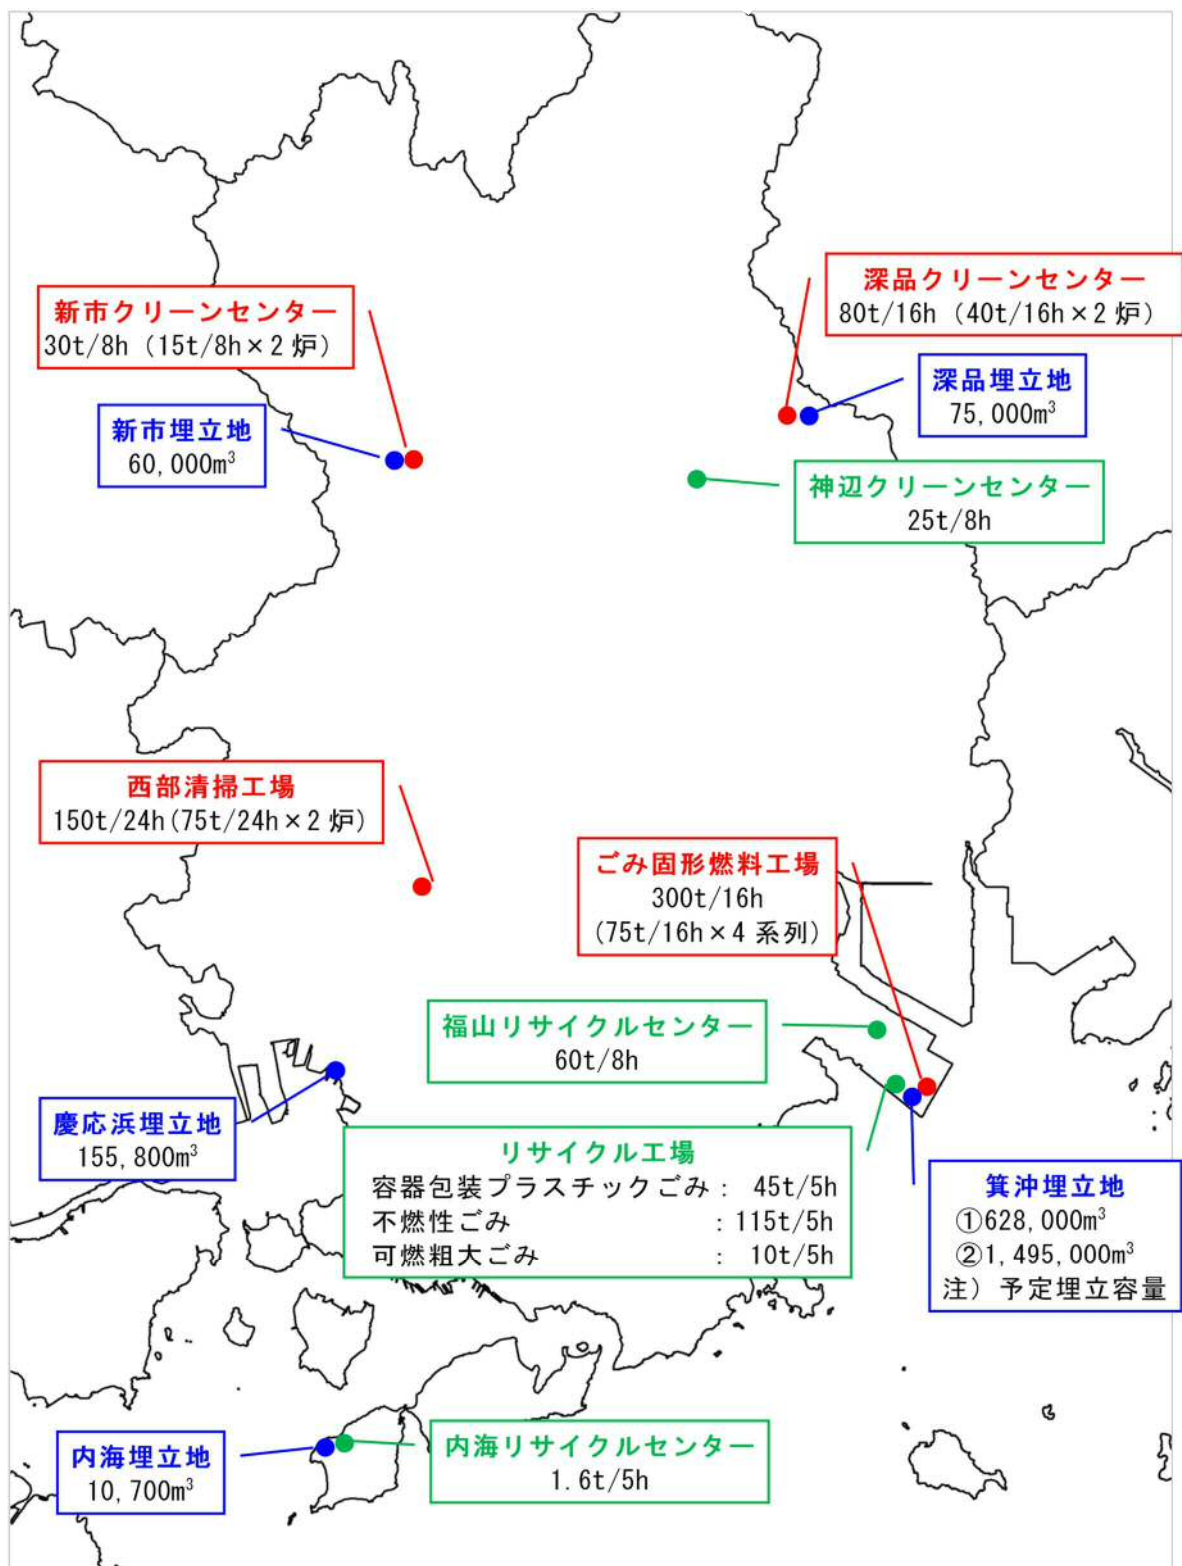 深品クリーンセンター
80t/16h (40t/16h×2 炉)
新市クリーンセンター
30t/8h (15t/8h×2 炉)
深品埋立地
75,000m³
新市埋立地
60,000m³
神辺クリーンセンター
25t/8h
西部清掃工場
150t/24h(75t/24h×2 炉)
ごみ固形燃料工場
300t/16h
(75t/16h×4 系列)
福山リサイクルセンター
60t/8h
慶応浜埋立地
155,800m³
リサイクル工場
容器包装プラスチックごみ: 45t/5h
不燃性ごみ : 115t/5h
可燃粗大ごみ : 10t/5h
箕沖埋立地
①628,000m³
②1,495,000m³
注) 予定埋立容量
内海埋立地
10,700m³
内海リサイクルセンター
1.6t/5h